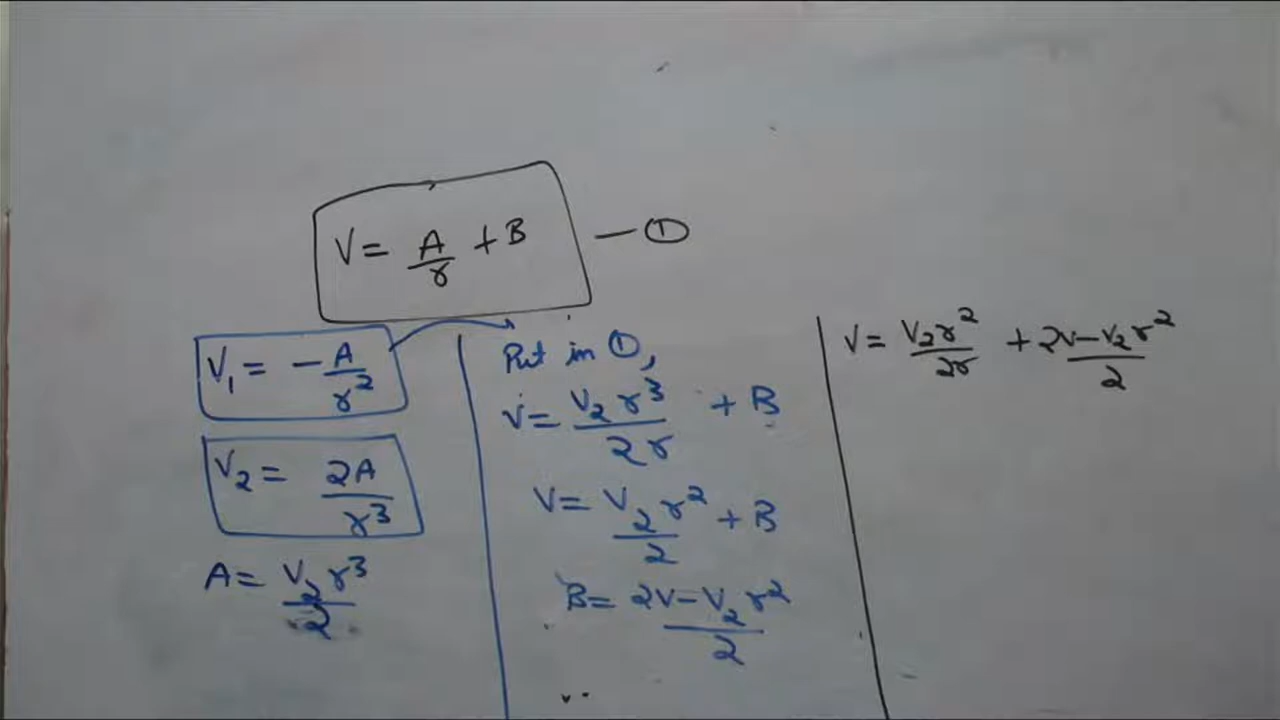 V = A/r + B — ①
V₁ = -A/r²
V₂ = 2A/r³
A = V₂r³/2
Put in ①,
V = V₂r³/2r + B
V = V₂r²/2 + B
B = 2V-V₂r²/2
V = V₂r²/2r + 2V-V₂r²/2